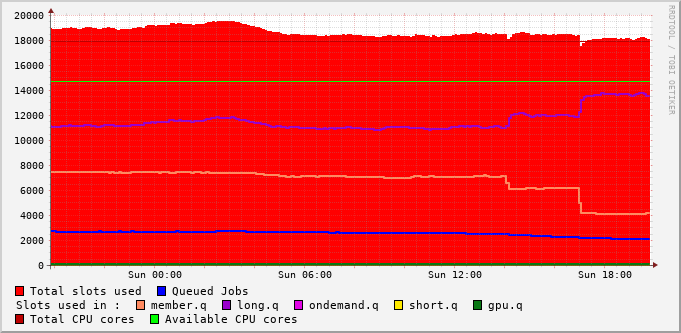 20000
18000
16000
14000
12000
10000
8000
6000
4000
2000
0
Sun 00:00 Sun 06:00 Sun 12:00 Sun 18:00
RRDTOOL / TOBI OETIKER
Total slots used Queued Jobs
Slots used in : member.q long.q ondemand.q short.q gpu.q
Total CPU cores Available CPU cores